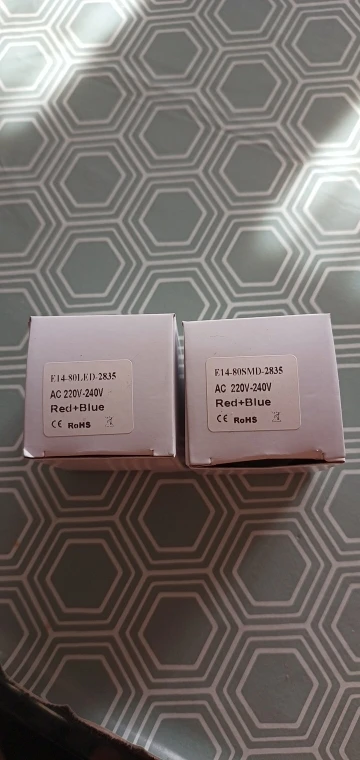 E14-80LED-2835
AC 220V-240V
Red+Blue
CE RoHS
E14-80SMD-2835
AC 220V-240V
Red+Blue
CE RoHS